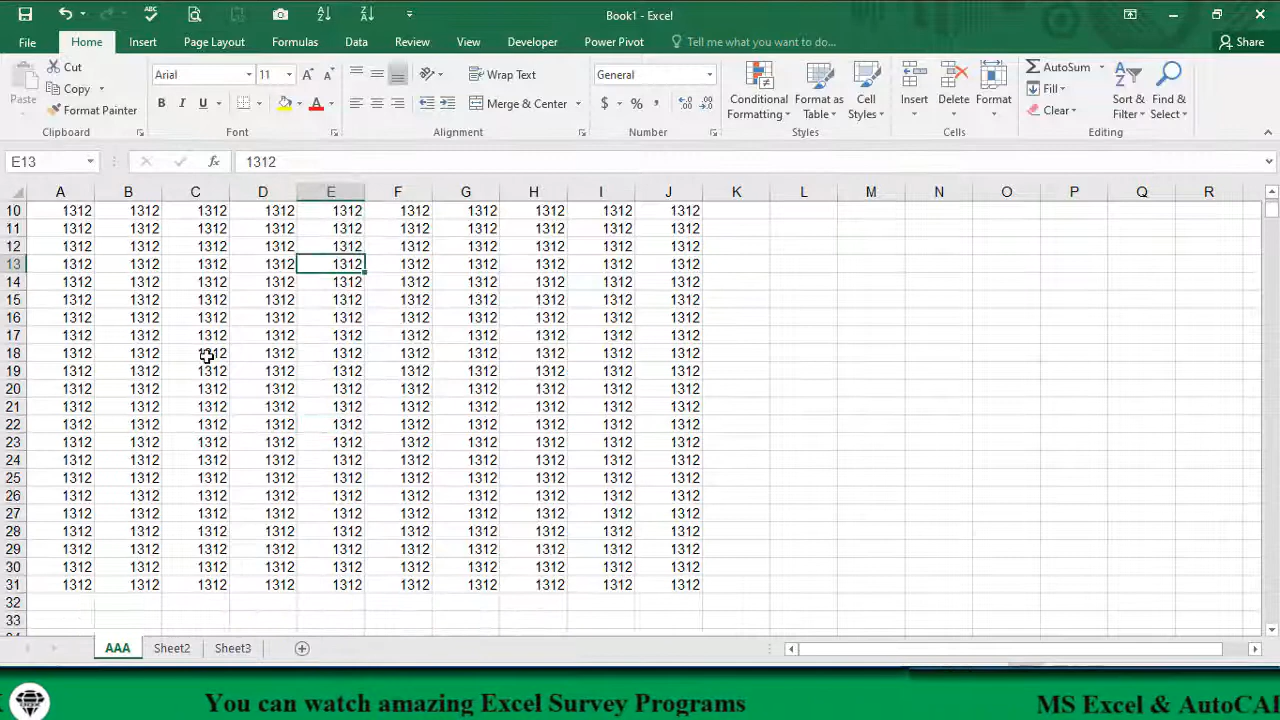 Book1 - Excel
File Home Insert Page Layout Formulas Data Review View Developer Power Pivot Tell me what you want to do... Share
Paste
Cut
Copy
Format Painter
Clipboard
Arial 11
B I U
Font
Wrap Text
Merge & Center
Alignment
General
$ % ,
Number
Conditional Formatting
Format as Table
Cell Styles
Styles
Insert
Delete
Format
Cells
AutoSum
Fill
Clear
Sort & Filter
Find & Select
Editing
E13 fx 1312
A B C D E F G H I J K L M N O P Q R
10 1312 1312 1312 1312 1312 1312 1312 1312 1312 1312
11 1312 1312 1312 1312 1312 1312 1312 1312 1312 1312
12 1312 1312 1312 1312 1312 1312 1312 1312 1312 1312
13 1312 1312 1312 1312 1312 1312 1312 1312 1312 1312
14 1312 1312 1312 1312 1312 1312 1312 1312 1312 1312
15 1312 1312 1312 1312 1312 1312 1312 1312 1312 1312
16 1312 1312 1312 1312 1312 1312 1312 1312 1312 1312
17 1312 1312 1312 1312 1312 1312 1312 1312 1312 1312
18 1312 1312 1312 1312 1312 1312 1312 1312 1312 1312
19 1312 1312 1312 1312 1312 1312 1312 1312 1312 1312
20 1312 1312 1312 1312 1312 1312 1312 1312 1312 1312
21 1312 1312 1312 1312 1312 1312 1312 1312 1312 1312
22 1312 1312 1312 1312 1312 1312 1312 1312 1312 1312
23 1312 1312 1312 1312 1312 1312 1312 1312 1312 1312
24 1312 1312 1312 1312 1312 1312 1312 1312 1312 1312
25 1312 1312 1312 1312 1312 1312 1312 1312 1312 1312
26 1312 1312 1312 1312 1312 1312 1312 1312 1312 1312
27 1312 1312 1312 1312 1312 1312 1312 1312 1312 1312
28 1312 1312 1312 1312 1312 1312 1312 1312 1312 1312
29 1312 1312 1312 1312 1312 1312 1312 1312 1312 1312
30 1312 1312 1312 1312 1312 1312 1312 1312 1312 1312
31 1312 1312 1312 1312 1312 1312 1312 1312 1312 1312
32
33
AAA Sheet2 Sheet3
You can watch amazing Excel Survey Programs
MS Excel & AutoCA